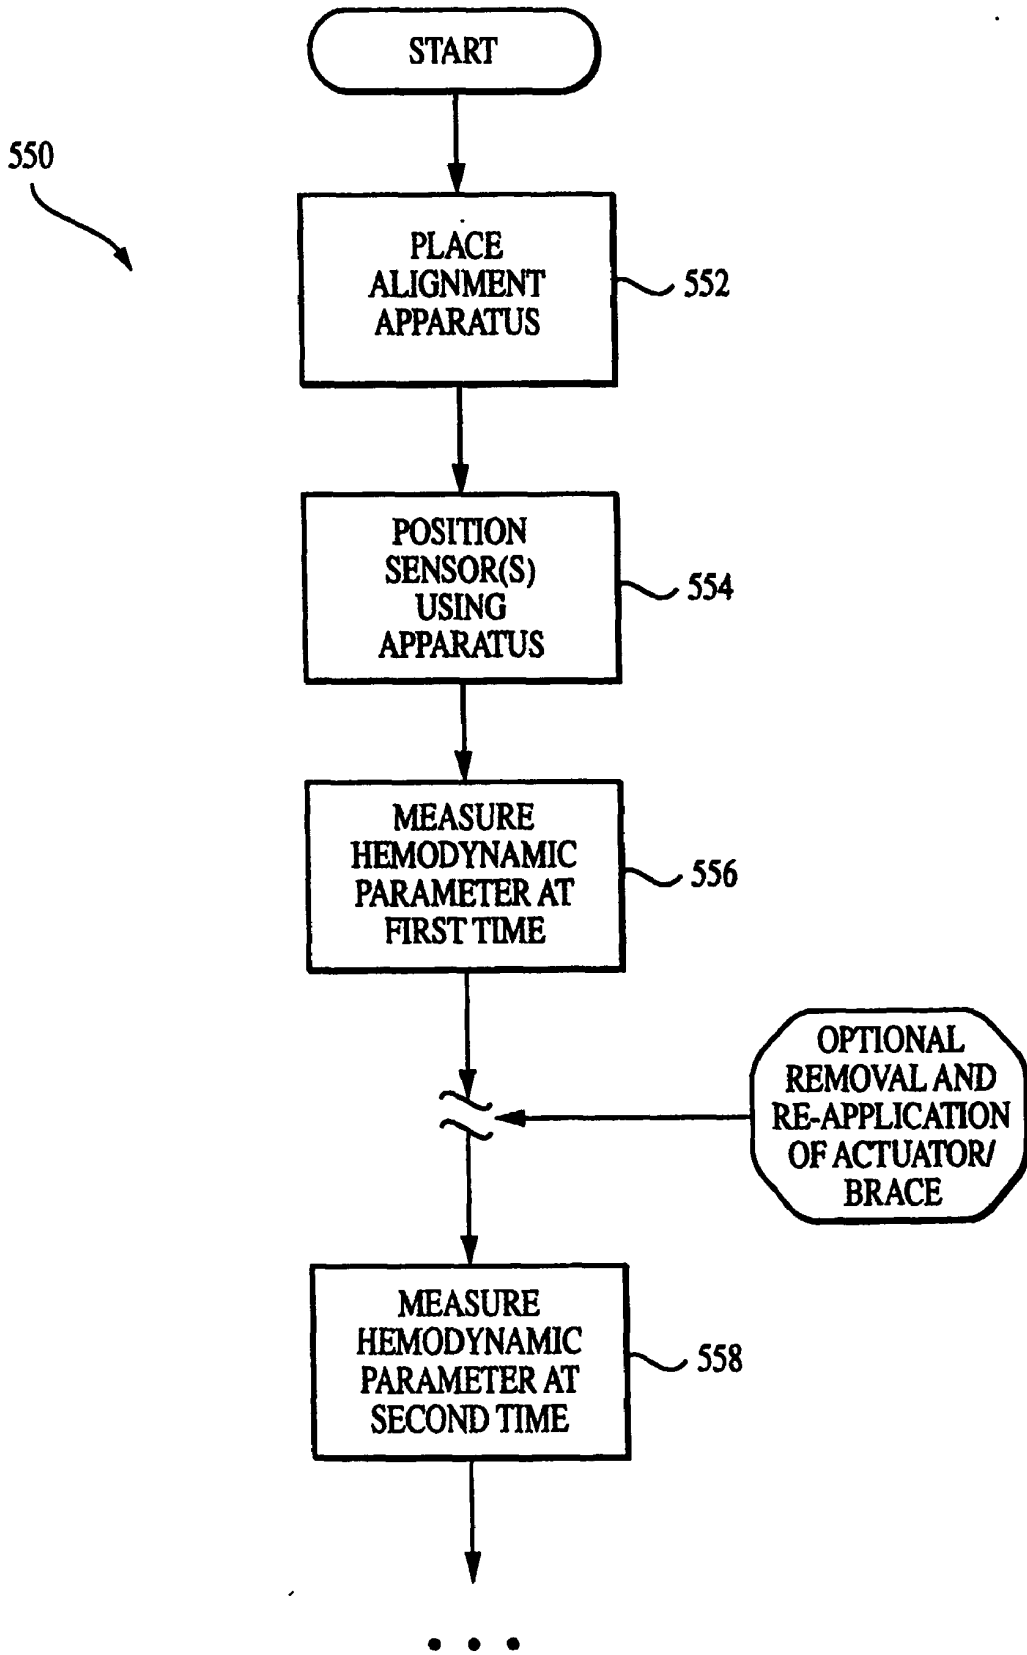 START
550
PLACE
ALIGNMENT
APPARATUS
552
POSITION
SENSOR(S)
USING
APPARATUS
554
MEASURE
HEMODYNAMIC
PARAMETER AT
FIRST TIME
556
OPTIONAL
REMOVAL AND
RE-APPLICATION
OF ACTUATOR/
BRACE
MEASURE
HEMODYNAMIC
PARAMETER AT
SECOND TIME
558